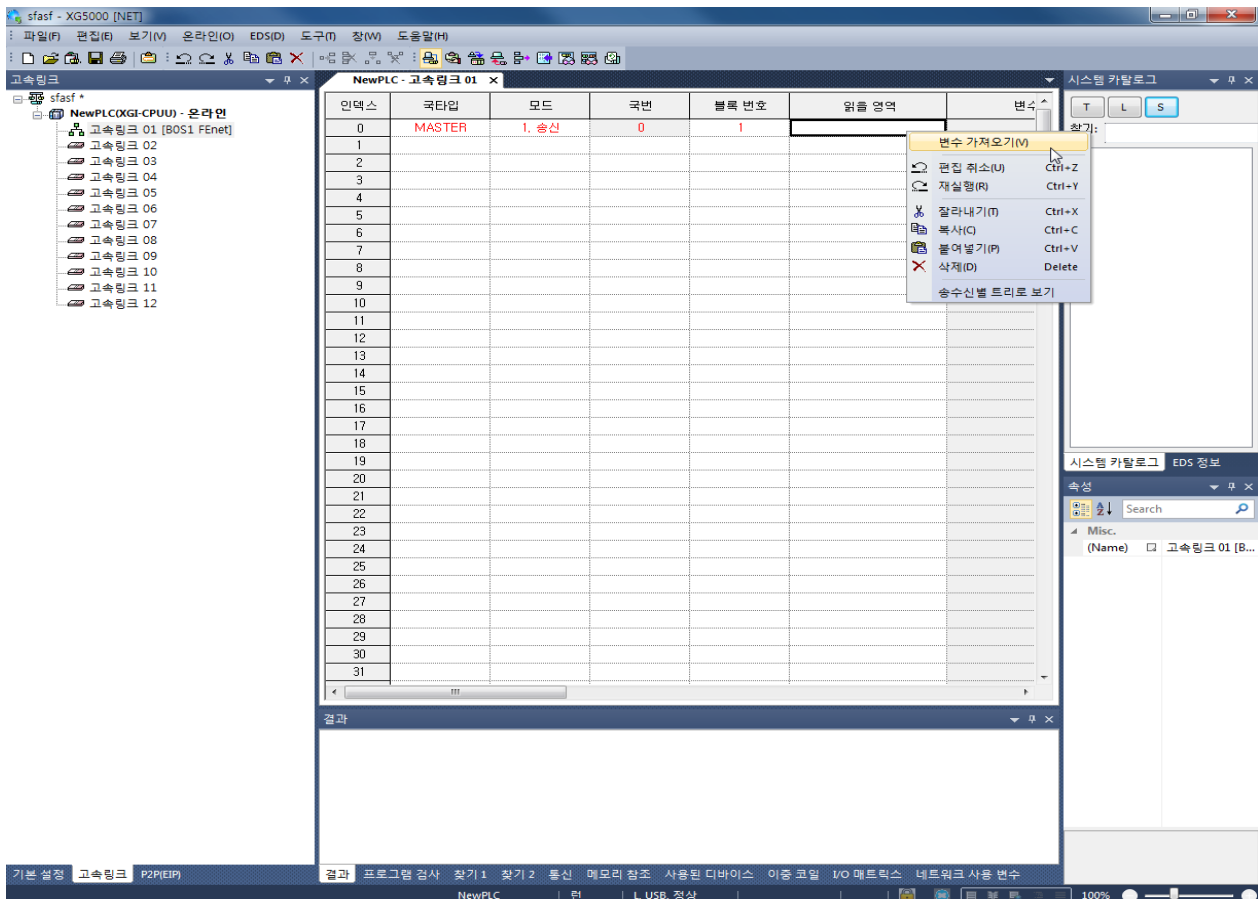 sfasf - XG5000 [NET]
파일(F) 편집(E) 보기(V) 온라인(O) EDS(D) 도구(T) 창(W) 도움말(H)
고속링크
sfasf *
NewPLC(XGI-CPUU) - 온라인
고속링크 01 [B0S1 FEnet]
고속링크 02
고속링크 03
고속링크 04
고속링크 05
고속링크 06
고속링크 07
고속링크 08
고속링크 09
고속링크 10
고속링크 11
고속링크 12
기본 설정 고속링크 P2P(EIP)
NewPLC - 고속링크 01
인덱스 국타입 모드 국번 블록 번호 읽을 영역
0 MASTER 1, 송신 0 1
1
2
3
4
5
6
7
8
9
10
11
12
13
14
15
16
17
18
19
20
21
22
23
24
25
26
27
28
29
30
31
변수 가져오기(V)
편집 취소(U) Ctrl+Z
재실행(R) Ctrl+Y
잘라내기(T) Ctrl+X
복사(C) Ctrl+C
붙여넣기(P) Ctrl+V
삭제(D) Delete
송수신별 트리로 보기
결과
결과 프로그램 검사 찾기 1 찾기 2 통신 메모리 참조 사용된 디바이스 이중 코일 I/O 매트릭스 네트워크 사용 변수
시스템 카탈로그
T L S
찾기:
시스템 카탈로그 EDS 정보
속성
Search
Misc.
(Name) 고속링크 01 [B...
NewPLC 런 L, USB, 정상 100%